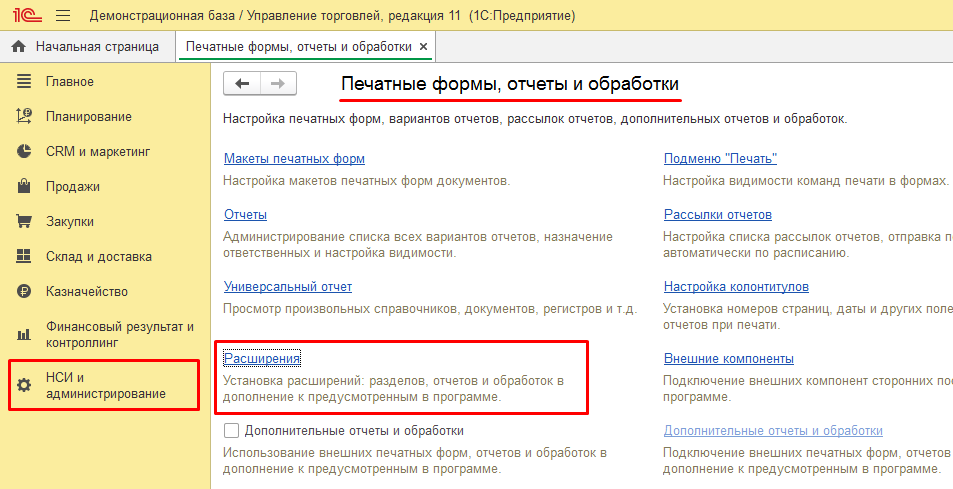 1С Демонстрационная база / Управление торговлей, редакция 11 (1С:Предприятие)
Начальная страница
Печатные формы, отчеты и обработки ×
Главное
Планирование
CRM и маркетинг
Продажи
Закупки
Склад и доставка
Казначейство
Финансовый результат и
контроллинг
НСИ и
администрирование
Печатные формы, отчеты и обработки
Настройка печатных форм, вариантов отчетов, рассылок отчетов, дополнительных отчетов и обработок.
Макеты печатных форм
Настройка макетов печатных форм документов.
Отчеты
Администрирование списка всех вариантов отчетов, назначение
ответственных и настройка видимости.
Универсальный отчет
Просмотр произвольных справочников, документов, регистров и т.д.
Расширения
Установка расширений: разделов, отчетов и обработок в
дополнение к предусмотренным в программе.
Дополнительные отчеты и обработки
Использование внешних печатных форм, отчетов и обработок в
дополнение к предусмотренным в программе.
Подменю "Печать"
Настройка видимости команд печати в формах.
Рассылки отчетов
Настройка списка рассылок отчетов, отправка п
автоматически по расписанию.
Настройка колонтитулов
Установка номеров страниц, даты и других поле
отчетов при печати.
Внешние компоненты
Подключение внешних компонент сторонних по
программе.
Дополнительные отчеты и обработки
Подключение внешних печатных форм, отчетов
дополнение к предусмотренным в программе.